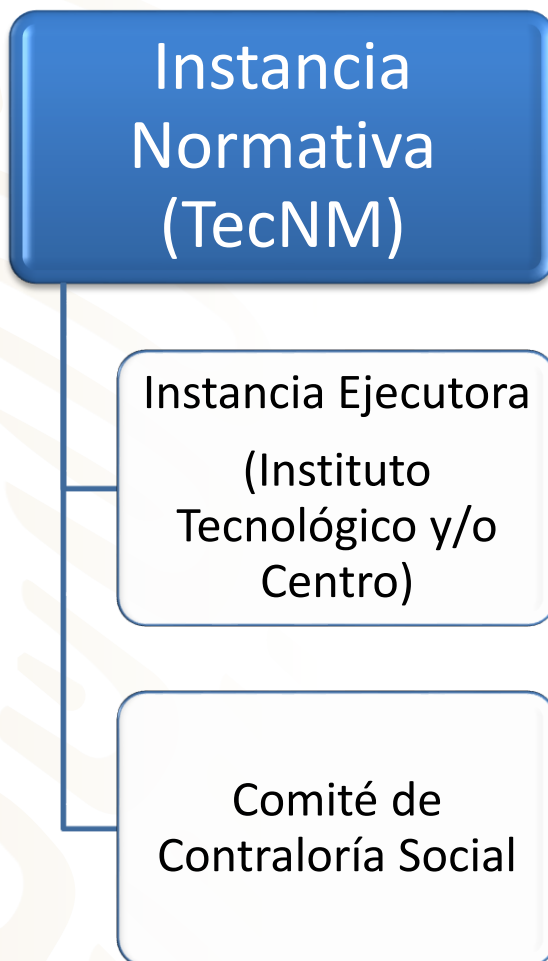 Instancia
Normativa
(TecNM)
Instancia Ejecutora
(Instituto
Tecnológico y/o
Centro)
Comité de
Contraloría Social